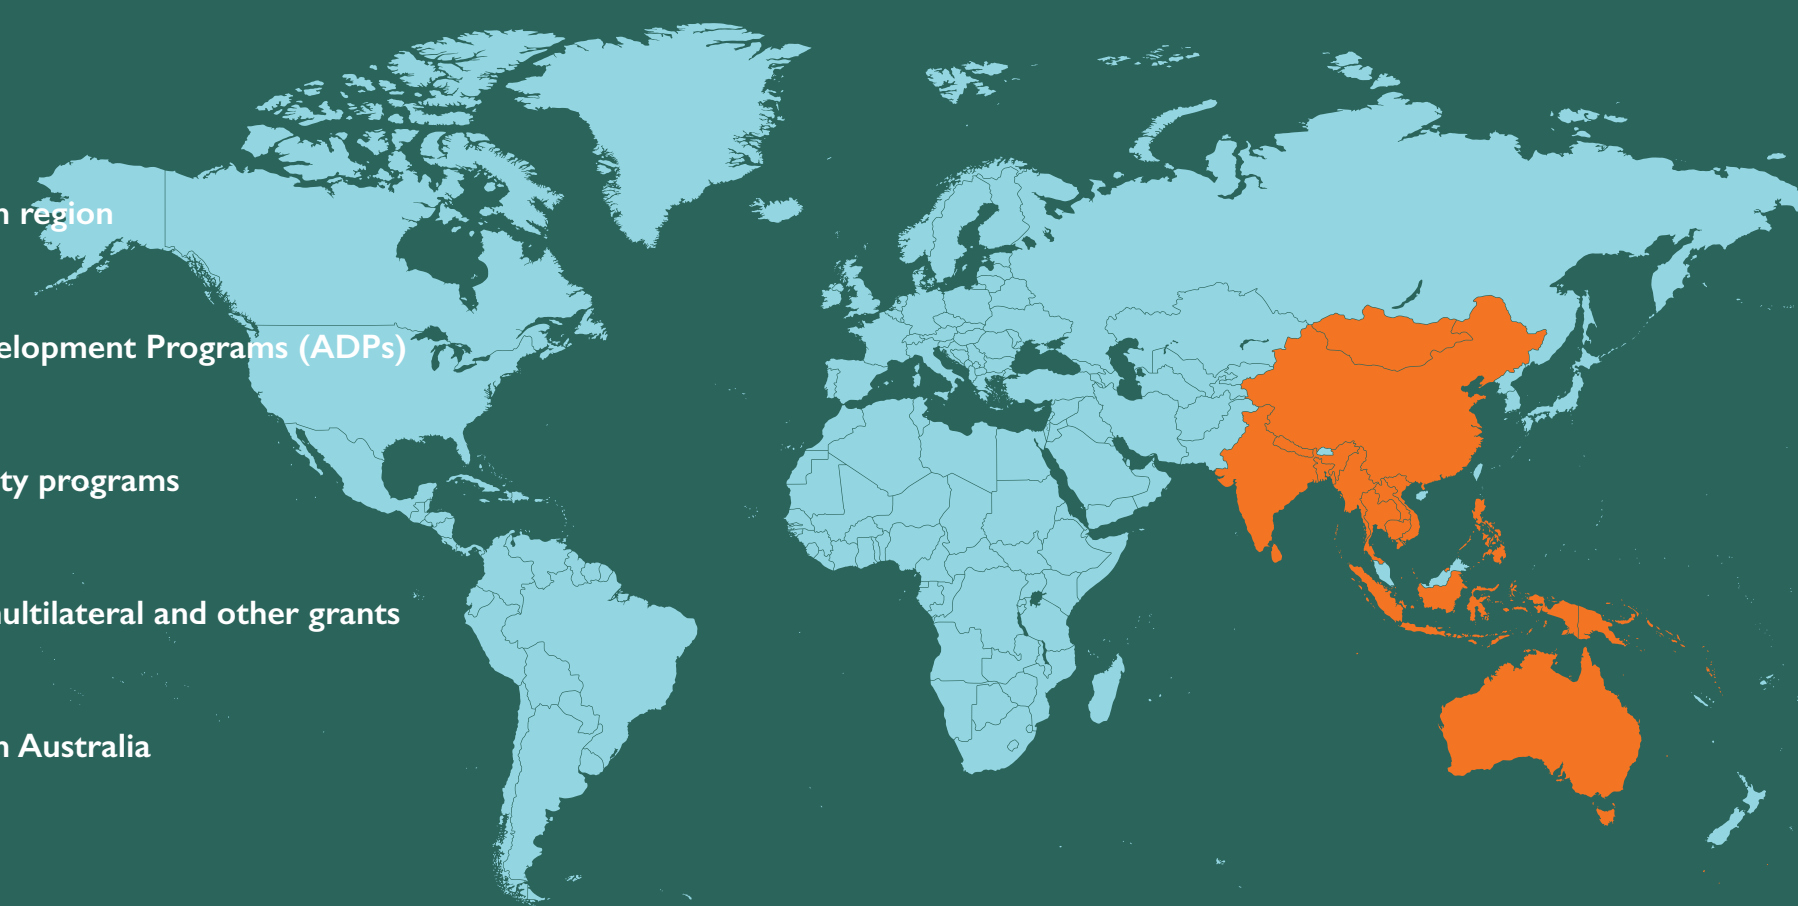 region
elopment Programs (ADPs)
ty programs
ultilateral and other grants
Australia